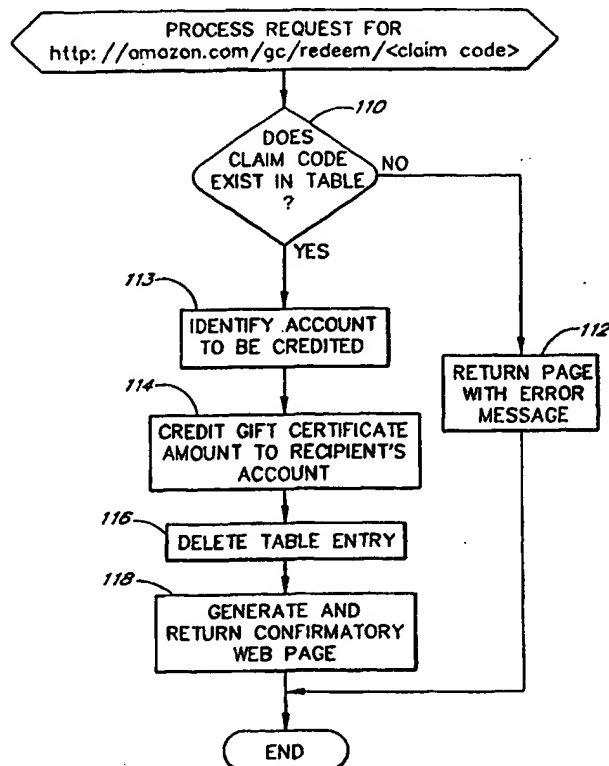 PROCESS REQUEST FOR
http://amazon.com/gc/redeem/<claim code>
110
DOES
CLAIM CODE
EXIST IN TABLE
?
NO
YES
113
IDENTIFY ACCOUNT
TO BE CREDITED
112
RETURN PAGE
WITH ERROR
MESSAGE
114
CREDIT GIFT CERTIFICATE
AMOUNT TO RECIPIENT'S
ACCOUNT
116
DELETE TABLE ENTRY
118
GENERATE AND
RETURN CONFIRMATORY
WEB PAGE
END